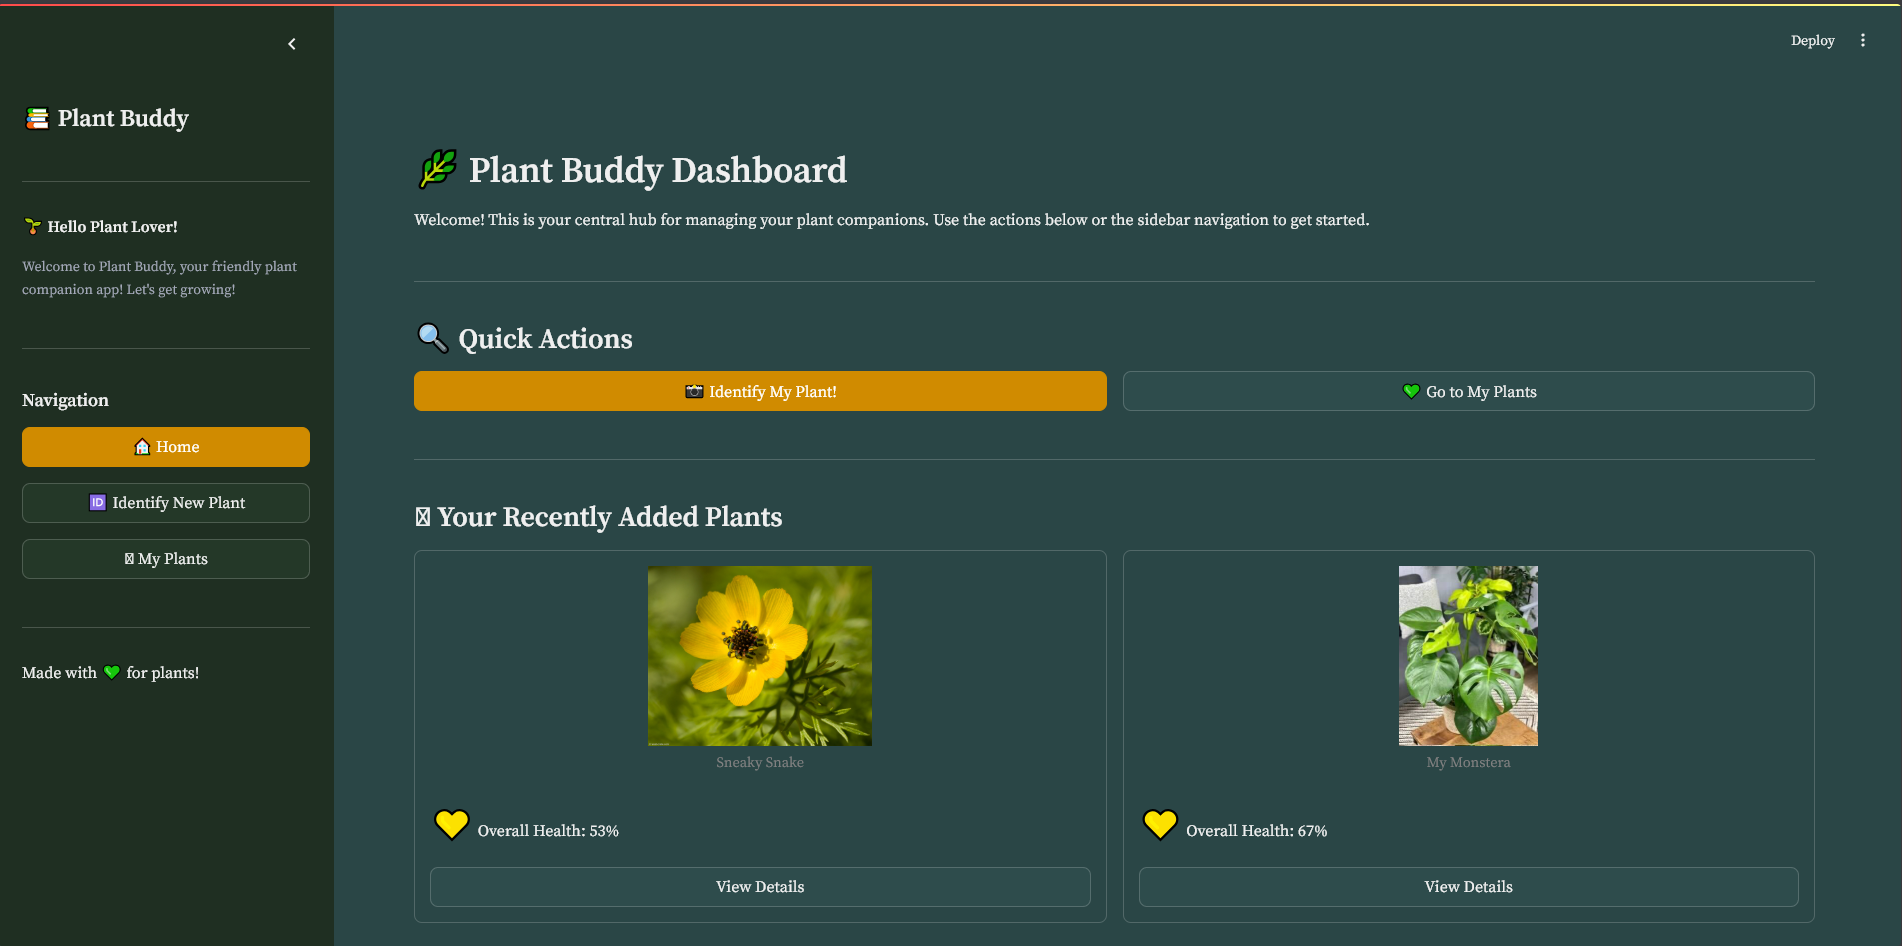 Deploy
Plant Buddy
Hello Plant Lover!
Welcome to Plant Buddy, your friendly plant
companion app! Let's get growing!
Navigation
Home
🆔 Identify New Plant
My Plants
Made with 💚 for plants!
Plant Buddy Dashboard
Welcome! This is your central hub for managing your plant companions. Use the actions below or the sidebar navigation to get started.
Quick Actions
Identify My Plant!
Go to My Plants
Your Recently Added Plants
Sneaky Snake
Overall Health: 53%
View Details
My Monstera
Overall Health: 67%
View Details